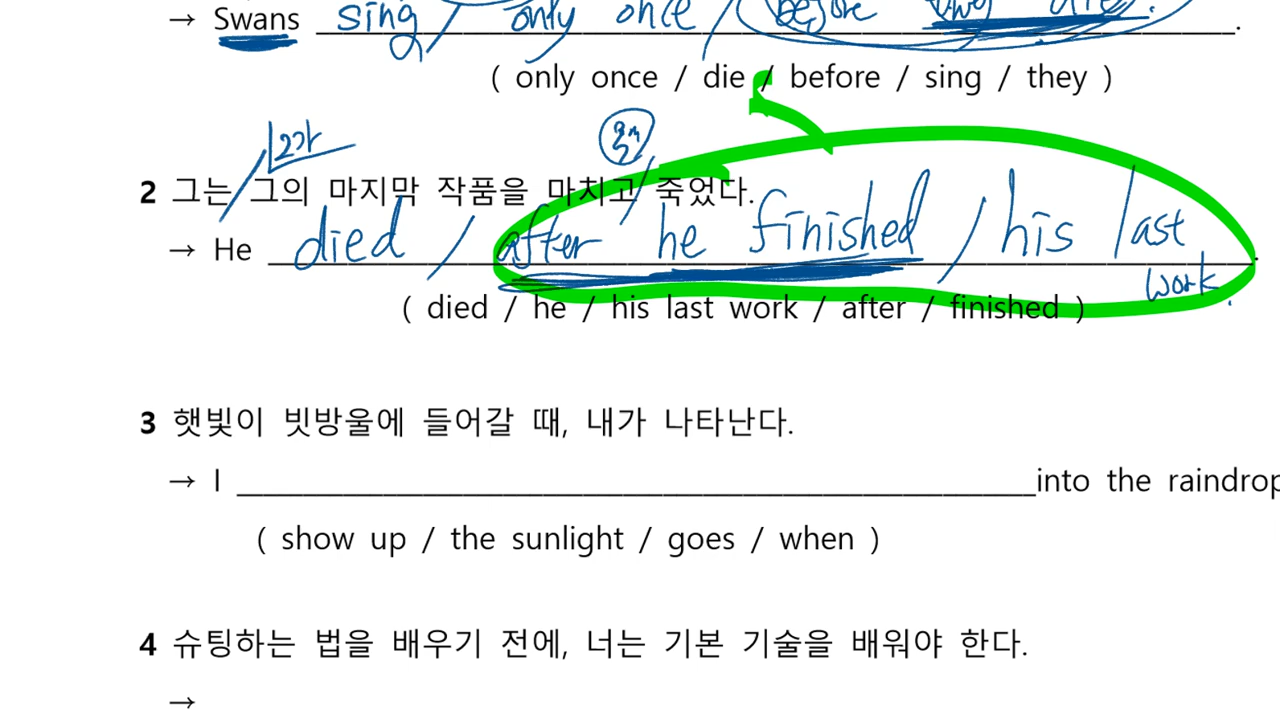 → Swans sing / only once / before they die.
( only once / die / before / sing / they )
그가
2 그는 그의 마지막 작품을 마치고 죽었다.
→ He died / after he finished / his last work.
( died / he / his last work / after / finished )
3 햇빛이 빗방울에 들어갈 때, 내가 나타난다.
→ I ____ into the raindrop
( show up / the sunlight / goes / when )
4 슈팅하는 법을 배우기 전에, 너는 기본 기술을 배워야 한다.
→